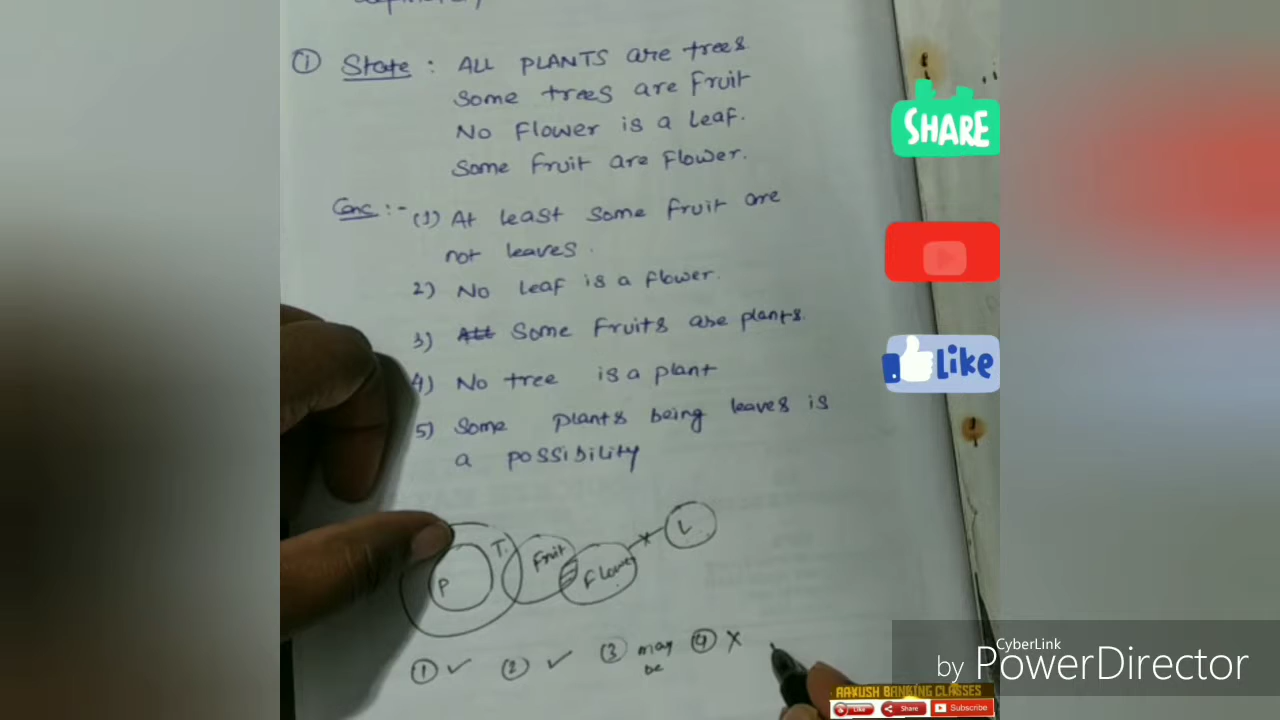 ① State : ALL PLANTS are trees
Some trees are Fruit
No Flower is a Leaf.
Some Fruit are Flower.
Conc :- (1) At least some fruit are
not leaves.
2) No leaf is a flower.
3) Some Fruits are plants.
4) No tree is a plant
5) Some plants being leaves is
a possibility
P T. Fruit Flower × L
① ✓ ② ✓ ③ may be ④ ×
SHARE
Like
CyberLink
by PowerDirector
AAKUSH BANKING CLASSES
Like Share Subscribe